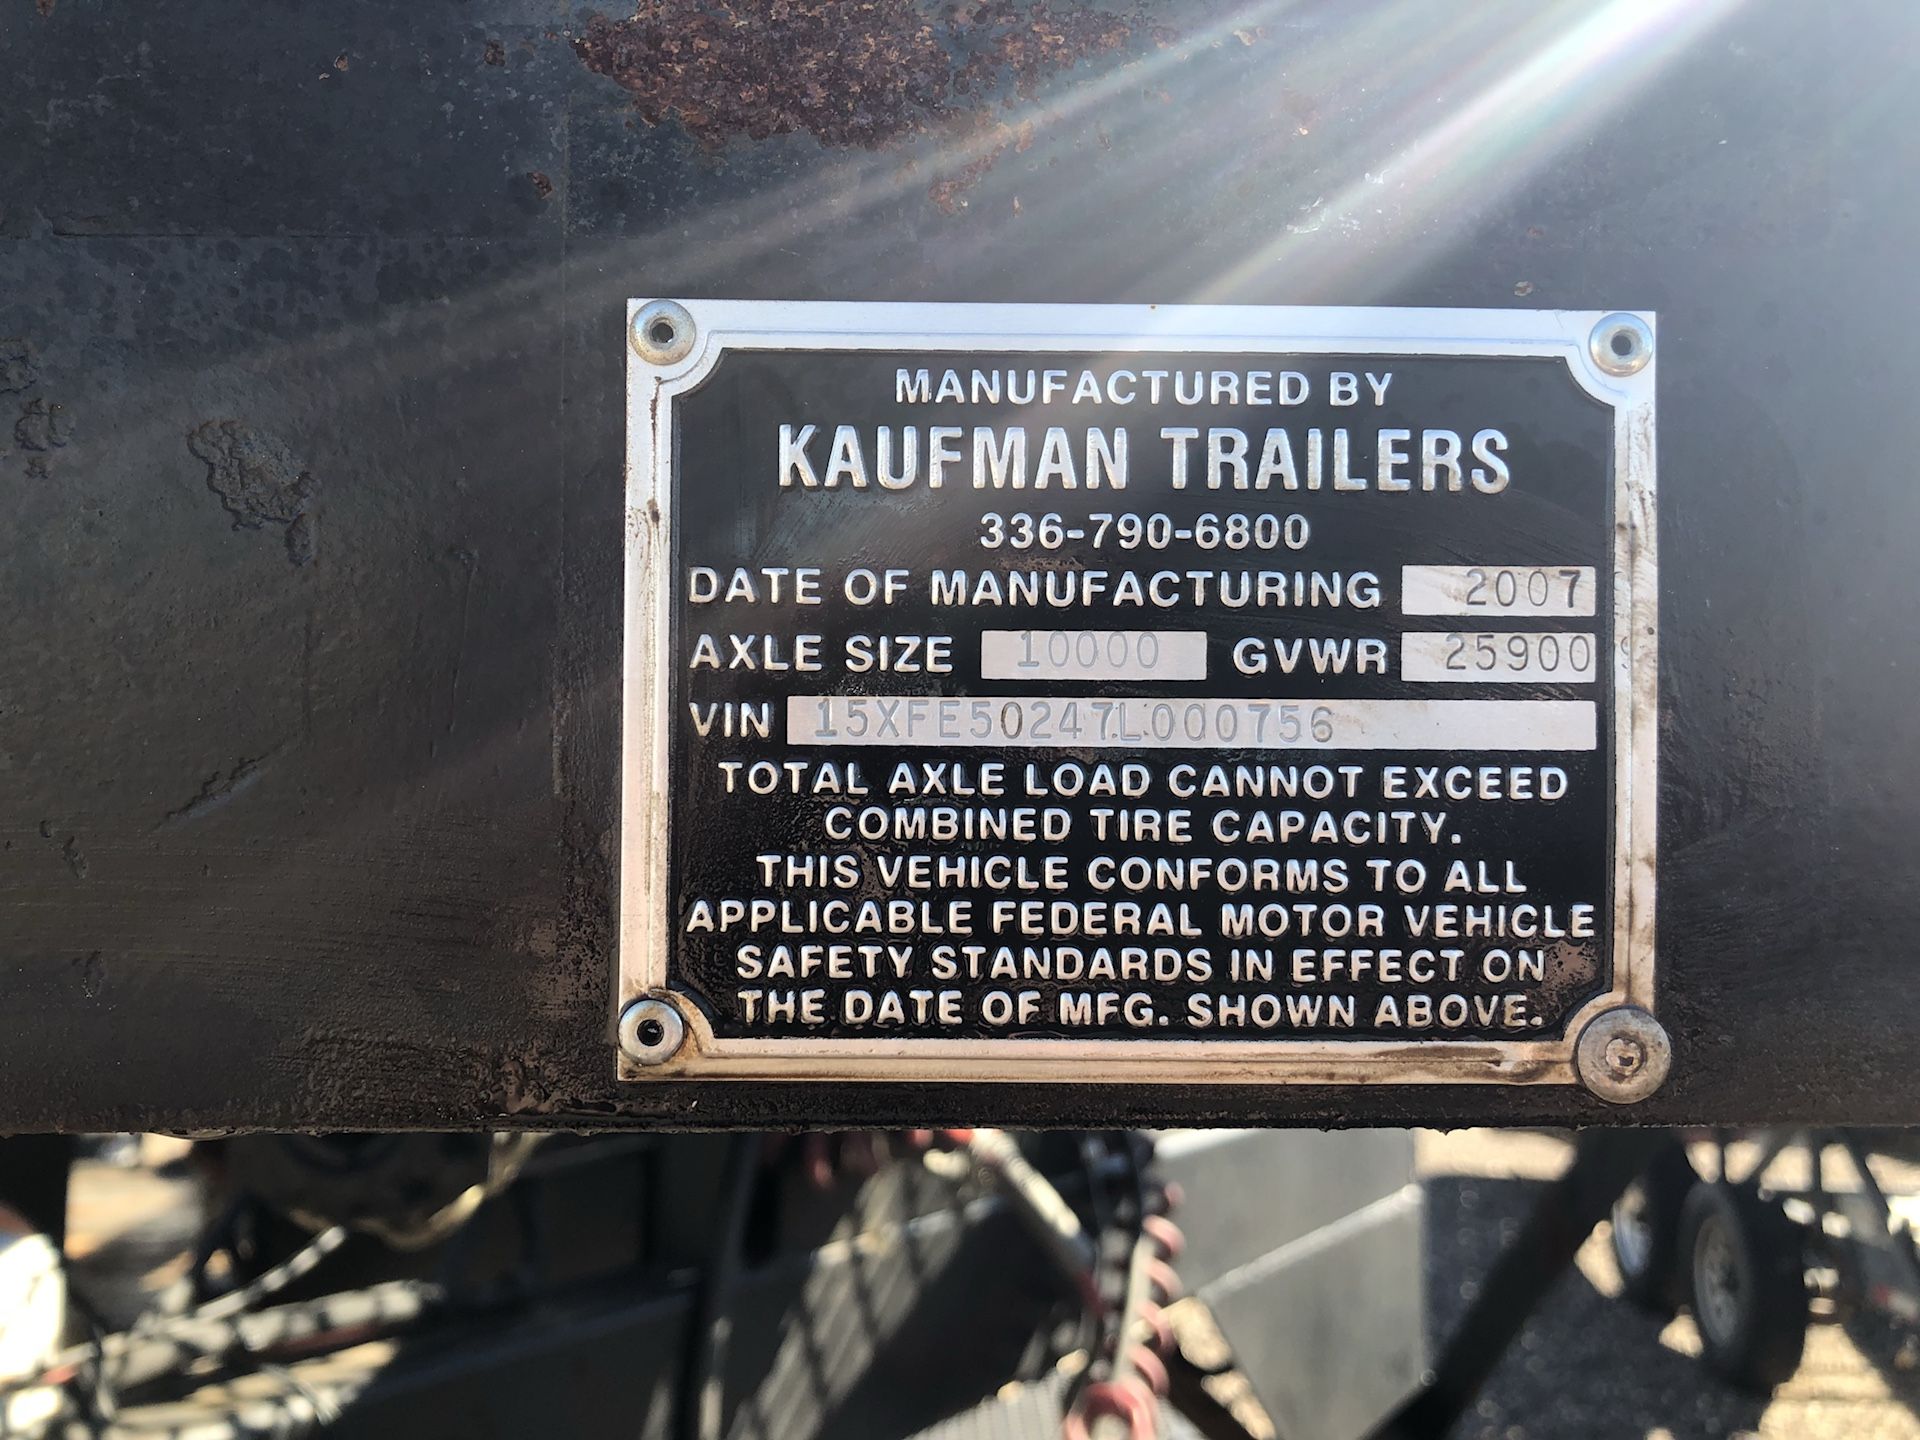 MANUFACTURED BY
KAUFMAN TRAILERS
336-790-6800
DATE OF MANUFACTURING 2007
AXLE SIZE 10000 GVWR 25900
VIN 15XFE50247L000756
TOTAL AXLE LOAD CANNOT EXCEED
COMBINED TIRE CAPACITY.
THIS VEHICLE CONFORMS TO ALL
APPLICABLE FEDERAL MOTOR VEHICLE
SAFETY STANDARDS IN EFFECT ON
THE DATE OF MFG. SHOWN ABOVE.